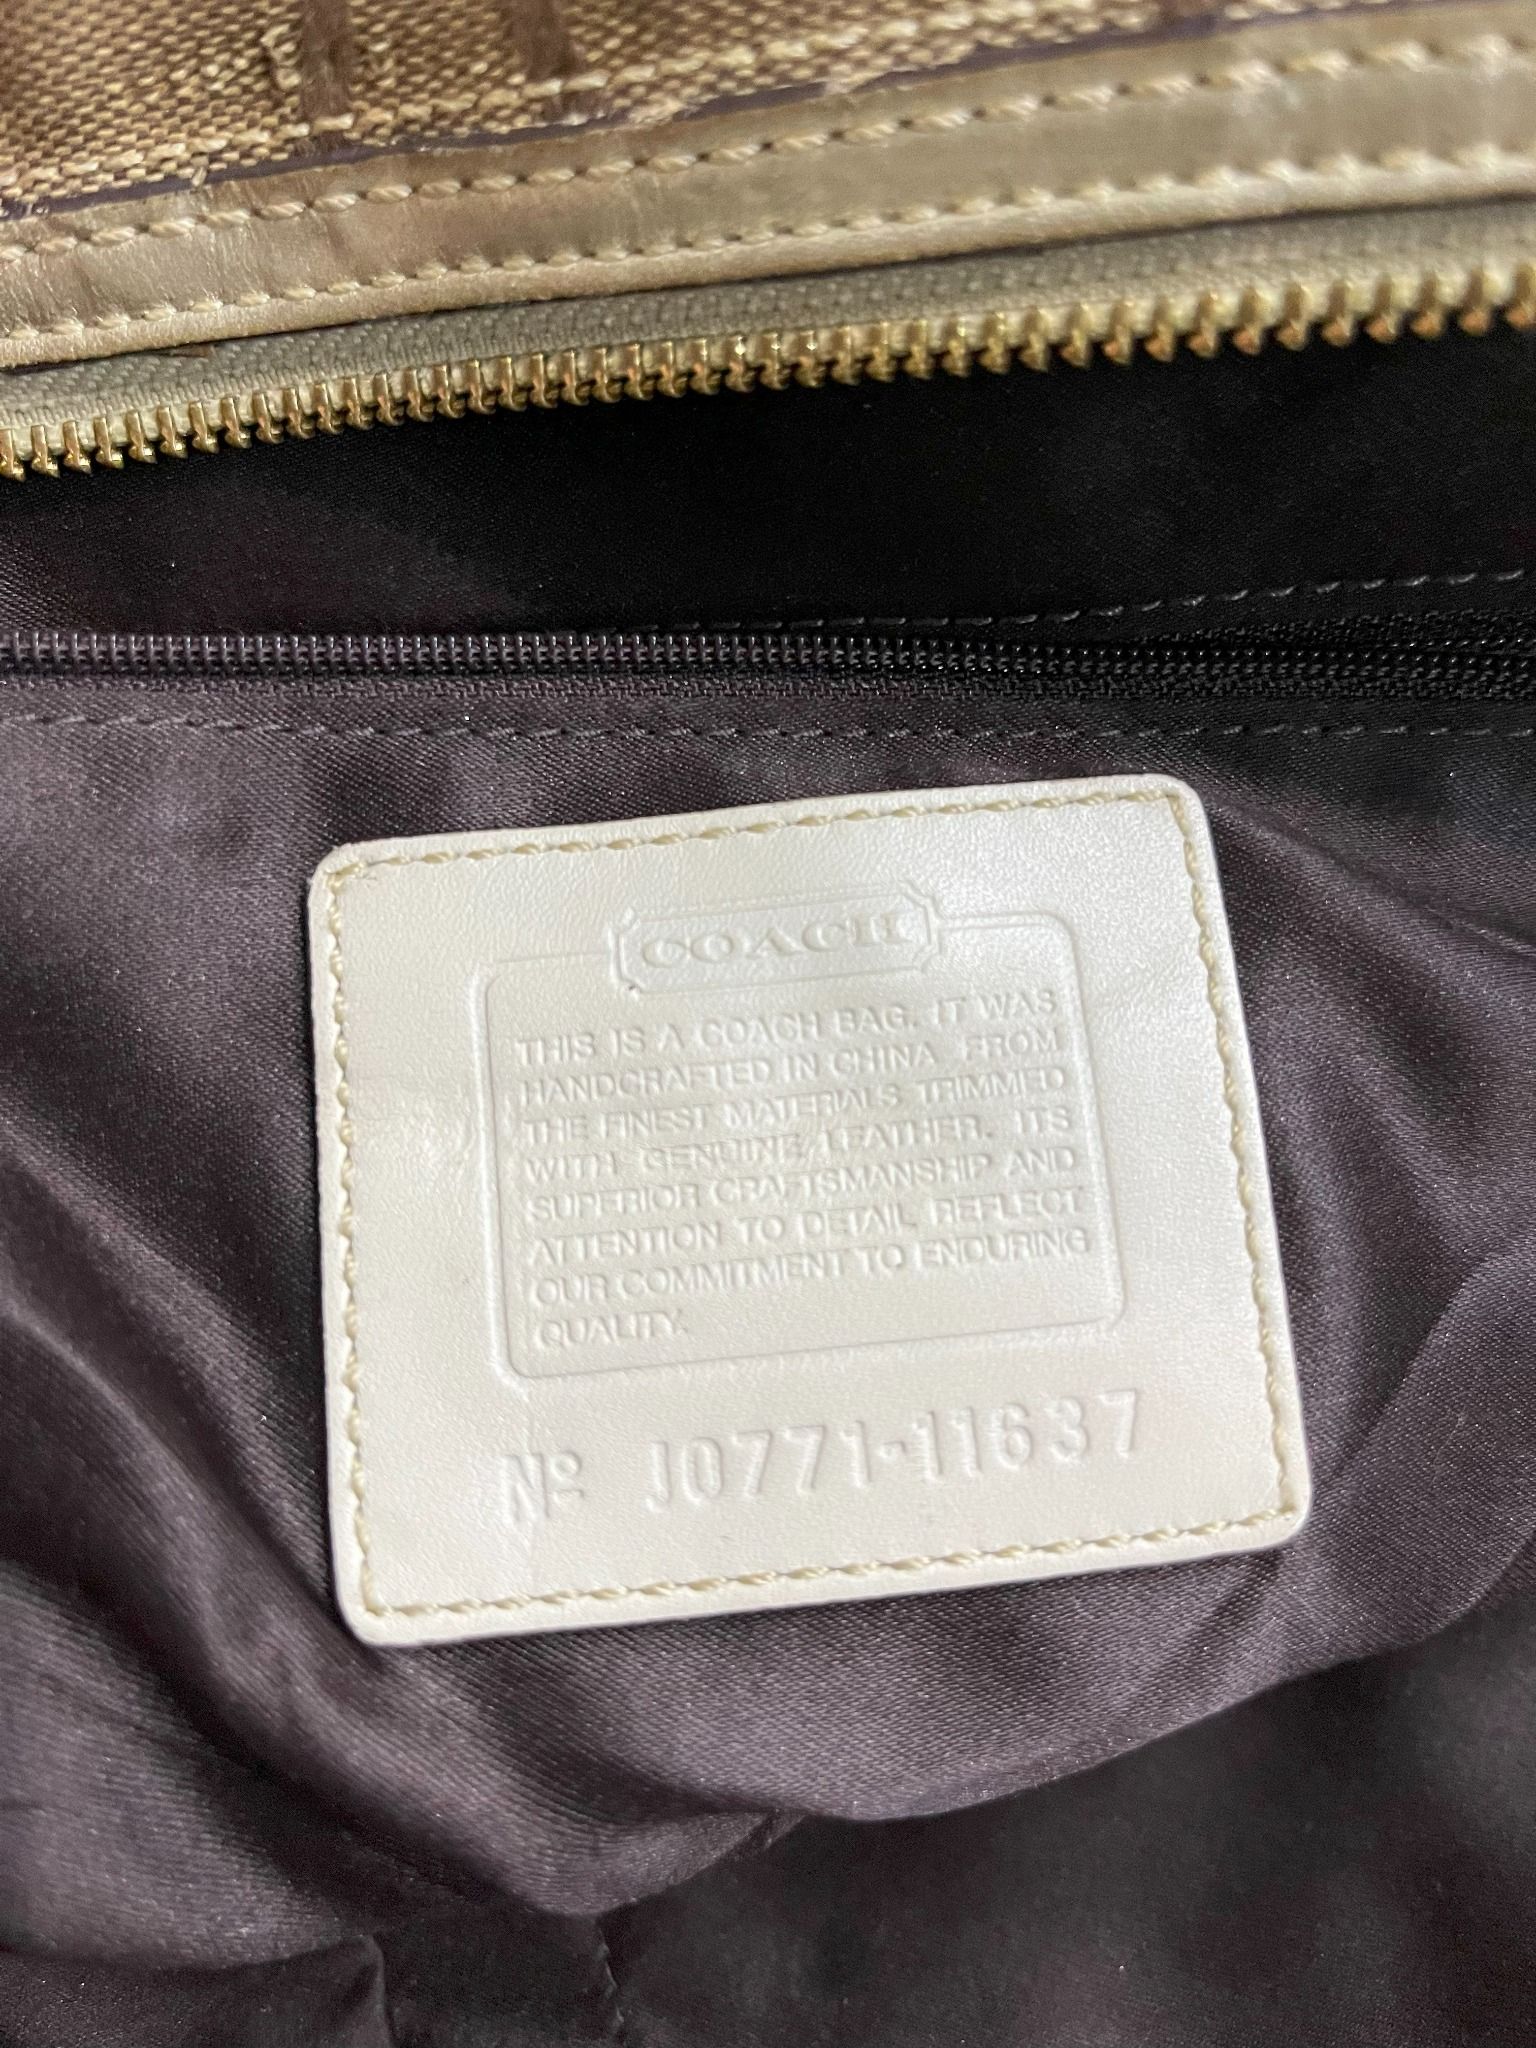 COACH
THIS IS A COACH BAG. IT WAS
HANDCRAFTED IN CHINA FROM
THE FINEST MATERIALS TRIMMED
WITH GENUINE LEATHER. ITS
SUPERIOR CRAFTSMANSHIP AND
ATTENTION TO DETAIL REFLECT
OUR COMMITMENT TO ENDURING
QUALITY.
Nº J0771-11637